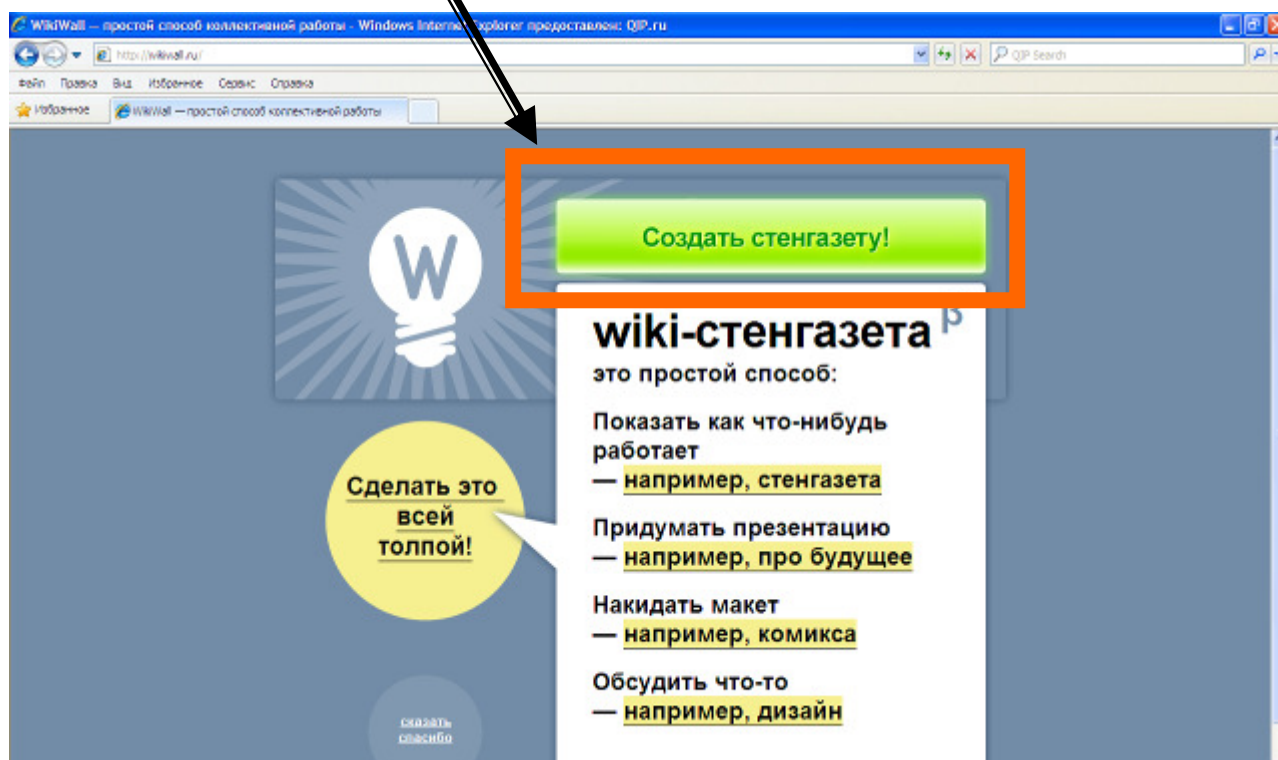 WikiWall — простой способ коллективной работы - Windows Internet Explorer предоставлен: QIP.ru
http://wikiwall.ru/
QIP Search
Файл Правка Вид Избранное Сервис Справка
Избранное
WikiWall — простой способ коллективной работы
W
Создать стенгазету!
wiki-стенгазета β
это простой способ:
Показать как что-нибудь
работает
— например, стенгазета
Сделать это
всей
толпой!
Придумать презентацию
— например, про будущее
Накидать макет
— например, комикса
Обсудить что-то
— например, дизайн
сказать
спасибо